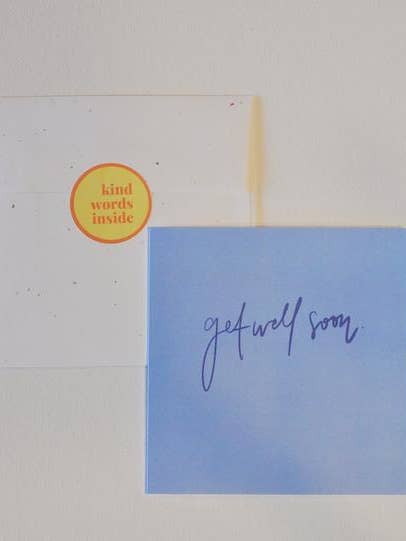 kind
words
inside
get well soon.